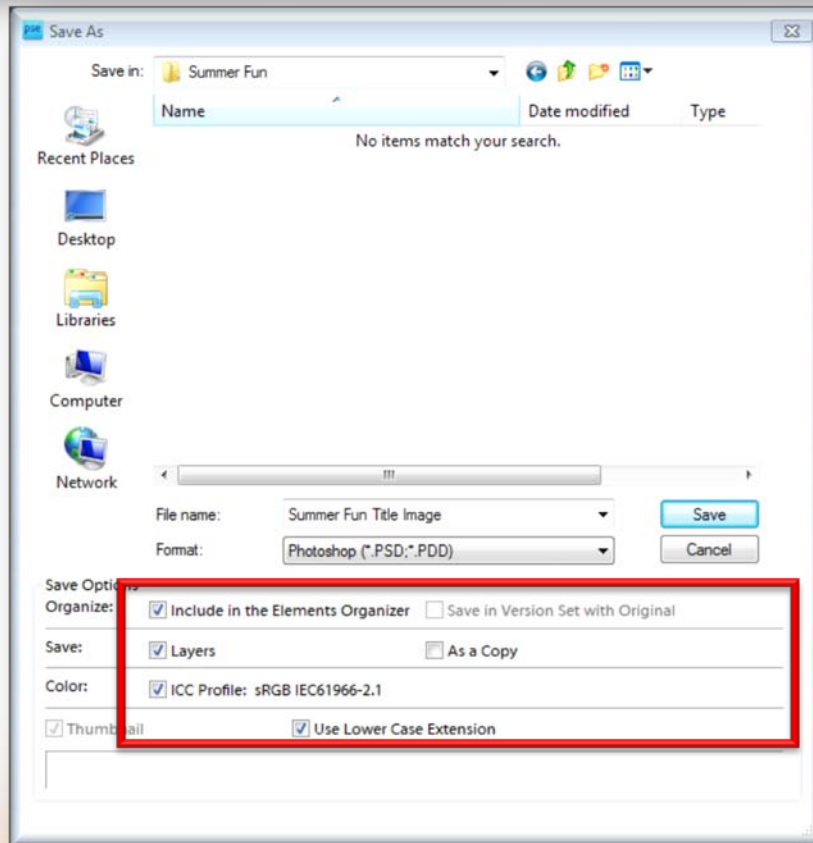 pse Save As
Save in: Summer Fun
Name Date modified Type
No items match your search.
Recent Places
Desktop
Libraries
Computer
Network
File name: Summer Fun Title Image Save
Format: Photoshop (*.PSD;*.PDD) Cancel
Save Options
Organize: Include in the Elements Organizer Save in Version Set with Original
Save: Layers As a Copy
Color: ICC Profile: sRGB IEC61966-2.1
Thumbnail Use Lower Case Extension